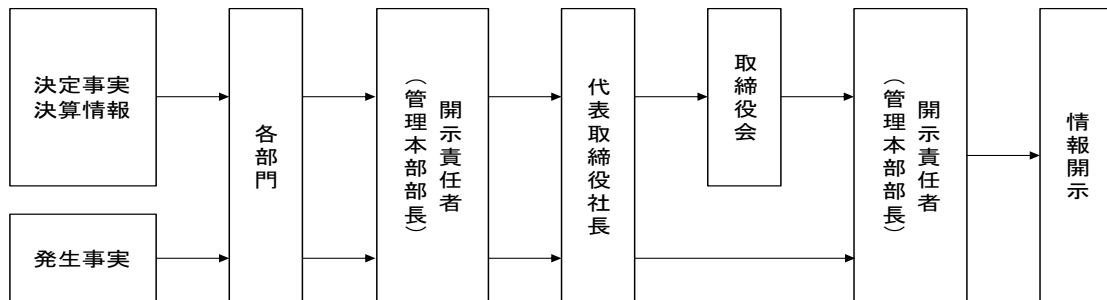 決定事実
決算情報
発生事実
各部門
開示責任者
（管理本部部長）
代表取締役社長
取締役会
開示責任者
（管理本部部長）
情報開示